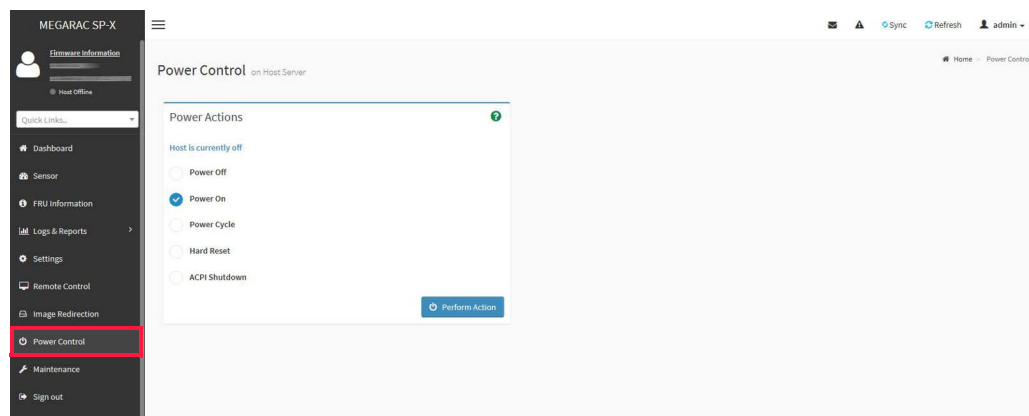 MEGARAC SP-X
Sync
Refresh
admin
Firmware Information
Host Offline
Power Control on Host Server
Home
Power Contro
Quick Links...
Power Actions
Dashboard
Host is currently off
Sensor
Power Off
FRU Information
Power On
Logs & Reports
Power Cycle
Settings
Hard Reset
Remote Control
ACPI Shutdown
Image Redirection
Perform Action
Power Control
Maintenance
Sign out